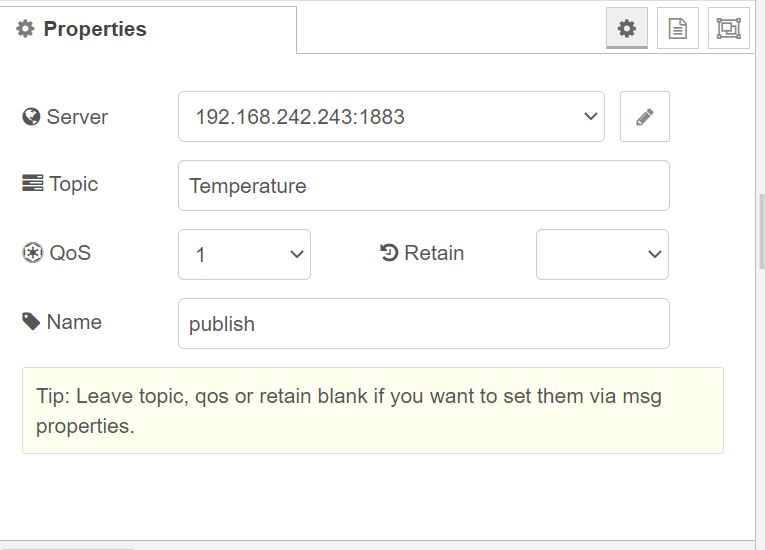 Properties
Server
192.168.242.243:1883
Topic
Temperature
QoS
1
Retain
Name
publish
Tip: Leave topic, qos or retain blank if you want to set them via msg
properties.